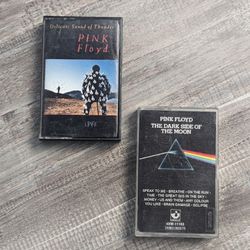 Delicate Sound of Thunder
PINK
Floyd
LIVE
PINK FLOYD
THE DARK SIDE OF
THE MOON
SPEAK TO ME - BREATHE - ON THE RUN
TIME - THE GREAT GIG IN THE SKY
MONEY - US AND THEM - ANY COLOUR
YOU LIKE - BRAIN DAMAGE - ECLIPSE